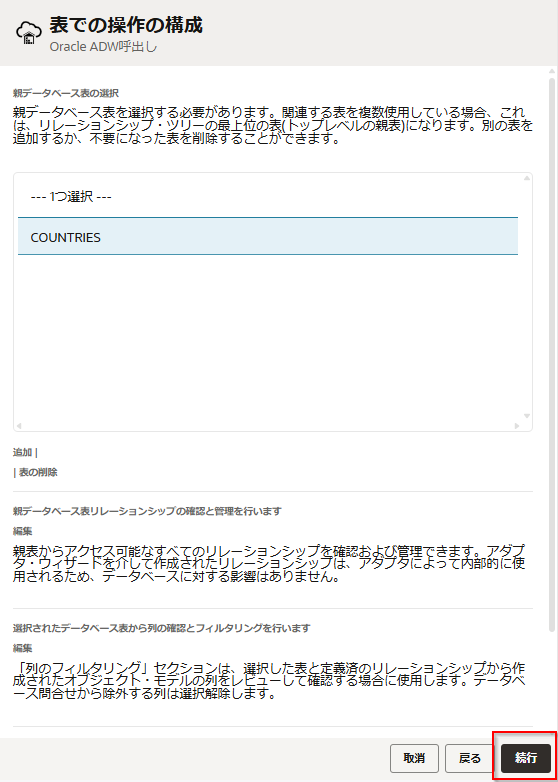 表での操作の構成
Oracle ADW呼出し
親データベース表の選択
親データベース表を選択する必要があります。関連する表を複数使用している場合、これ
は、リレーションシップ・ツリーの最上位の表(トップレベルの親表)になります。別の表を
追加するか、不要になった表を削除することができます。
--- 1つ選択 ---
COUNTRIES
追加 |
| 表の削除
親データベース表リレーションシップの確認と管理を行います
編集
親表からアクセス可能なすべてのリレーションシップを確認および管理できます。アダプ
タ・ウィザードを介して作成されたリレーションシップは、アダプタによって内部的に使
用されるため、データベースに対する影響はありません。
選択されたデータベース表から列の確認とフィルタリングを行います
編集
「列のフィルタリング」セクションは、選択した表と定義済のリレーションシップから作
成されたオブジェクト・モデルの列をレビューして確認する場合に使用します。データベ
ース問合せから除外する列は選択解除します。
取消 戻る 続行